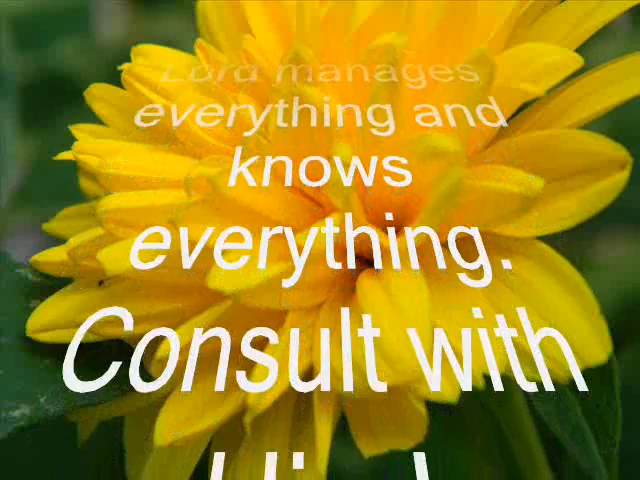 Lord manages
everything and
knows
everything.
Consult with